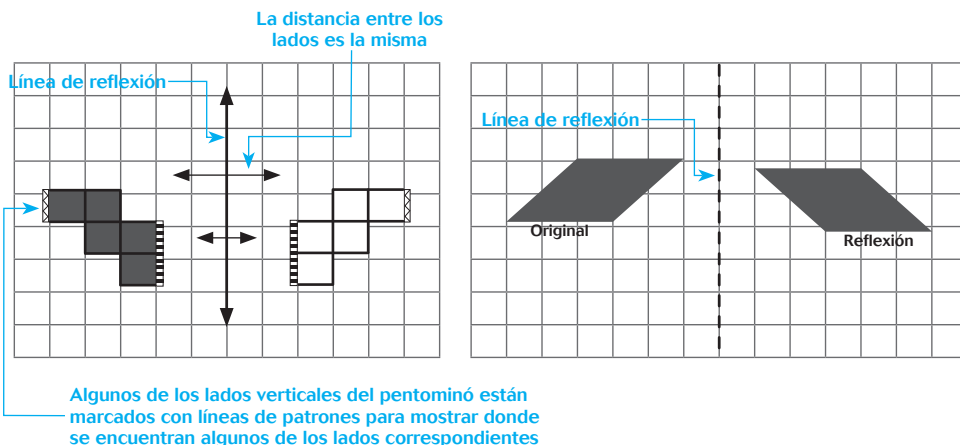 La distancia entre los
lados es la misma
Línea de reflexión
Línea de reflexión
Original
Reflexión
Algunos de los lados verticales del pentominó están
marcados con líneas de patrones para mostrar donde
se encuentran algunos de los lados correspondientes